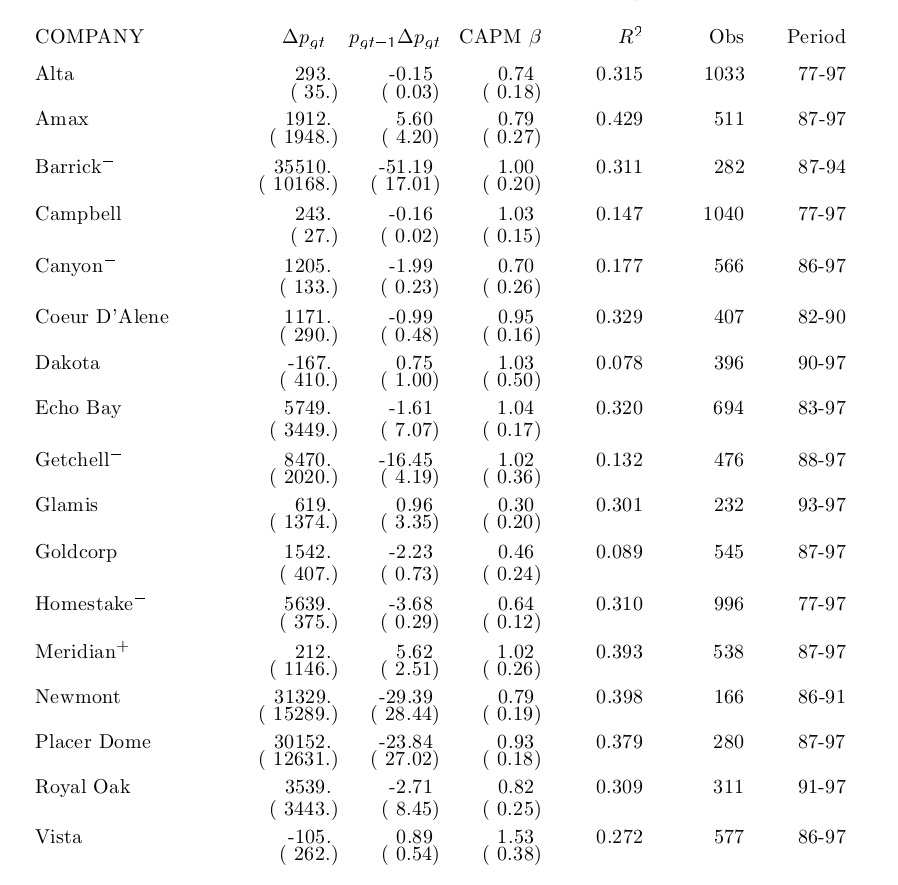 COMPANY Δp_gt p_gt−1Δp_gt CAPM β R² Obs Period
Alta 293. -0.15 0.74 0.315 1033 77-97
( 35.) ( 0.03) ( 0.18)
Amax 1912. 5.60 0.79 0.429 511 87-97
( 1948.) ( 4.20) ( 0.27)
Barrick⁻ 35510. -51.19 1.00 0.311 282 87-94
( 10168.) ( 17.01) ( 0.20)
Campbell 243. -0.16 1.03 0.147 1040 77-97
( 27.) ( 0.02) ( 0.15)
Canyon⁻ 1205. -1.99 0.70 0.177 566 86-97
( 133.) ( 0.23) ( 0.26)
Coeur D'Alene 1171. -0.99 0.95 0.329 407 82-90
( 290.) ( 0.48) ( 0.16)
Dakota -167. 0.75 1.03 0.078 396 90-97
( 410.) ( 1.00) ( 0.50)
Echo Bay 5749. -1.61 1.04 0.320 694 83-97
( 3449.) ( 7.07) ( 0.17)
Getchell⁻ 8470. -16.45 1.02 0.132 476 88-97
( 2020.) ( 4.19) ( 0.36)
Glamis 619. 0.96 0.30 0.301 232 93-97
( 1374.) ( 3.35) ( 0.20)
Goldcorp 1542. -2.23 0.46 0.089 545 87-97
( 407.) ( 0.73) ( 0.24)
Homestake⁻ 5639. -3.68 0.64 0.310 996 77-97
( 375.) ( 0.29) ( 0.12)
Meridian⁺ 212. 5.62 1.02 0.393 538 87-97
( 1146.) ( 2.51) ( 0.26)
Newmont 31329. -29.39 0.79 0.398 166 86-91
( 15289.) ( 28.44) ( 0.19)
Placer Dome 30152. -23.84 0.93 0.379 280 87-97
( 12631.) ( 27.02) ( 0.18)
Royal Oak 3539. -2.71 0.82 0.309 311 91-97
( 3443.) ( 8.45) ( 0.25)
Vista -105. 0.89 1.53 0.272 577 86-97
( 262.) ( 0.54) ( 0.38)